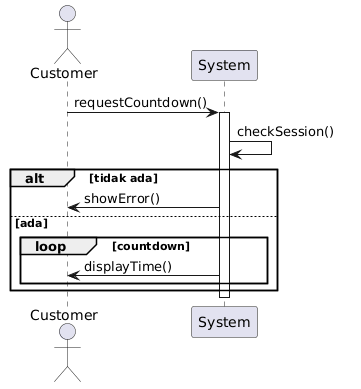 Customer
System
requestCountdown()
checkSession()
alt [tidak ada]
showError()
[ada]
loop [countdown]
displayTime()
Customer
System